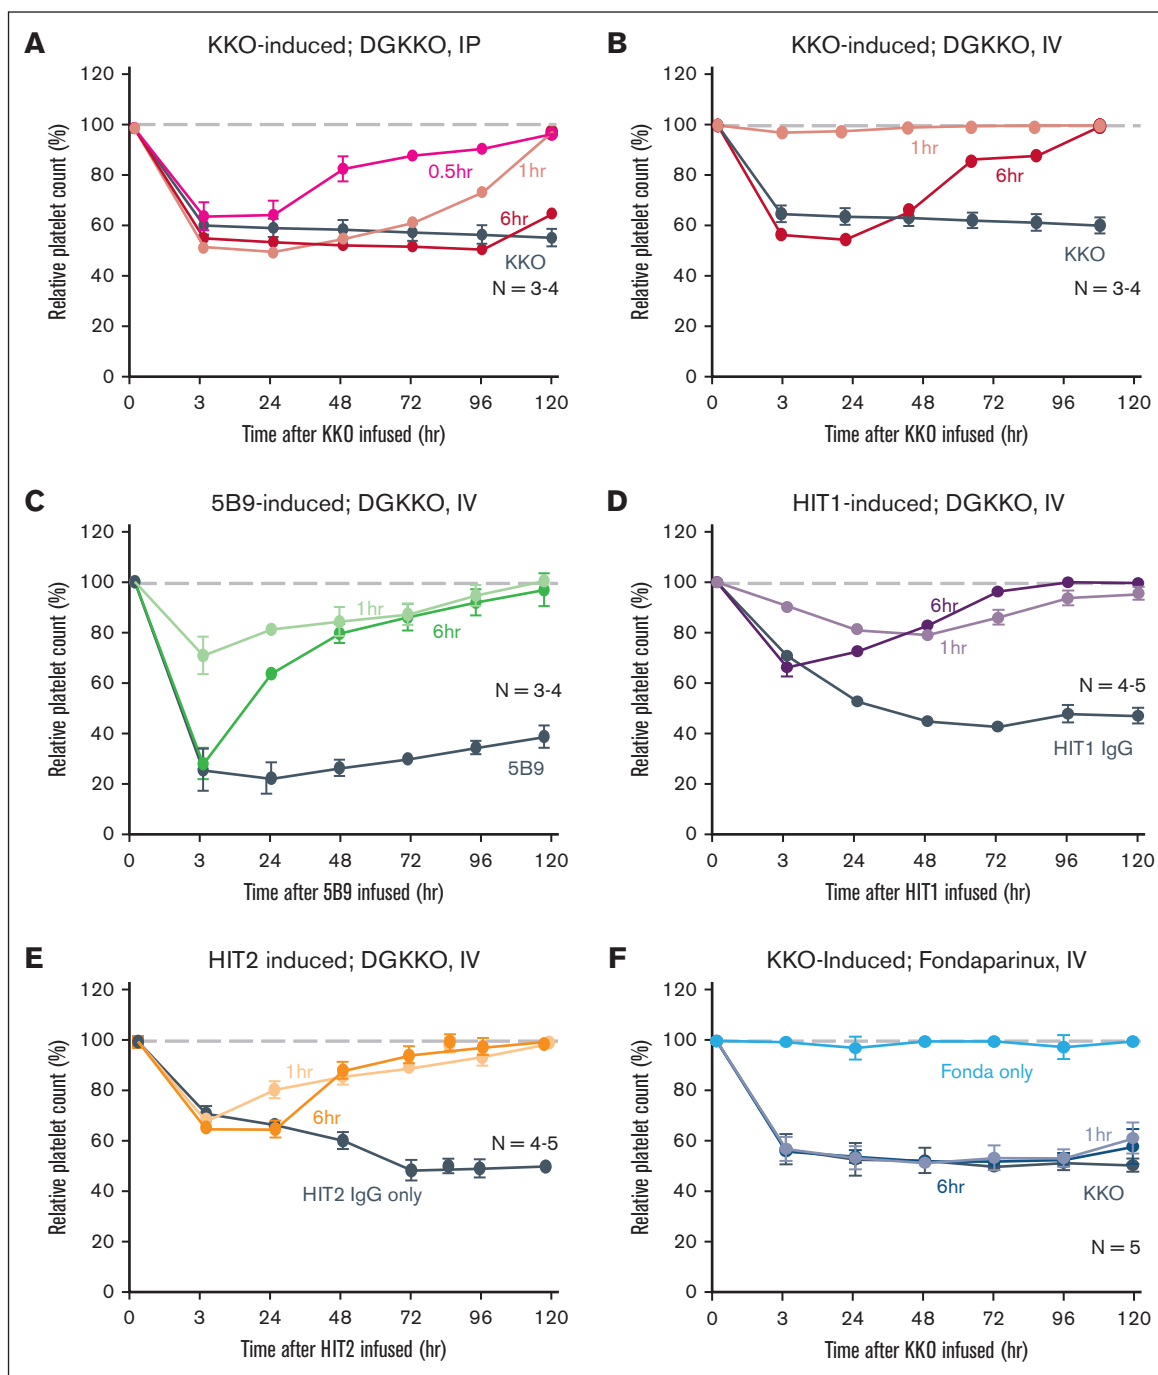 A
KKO-induced; DGKKO, IP
120
100
80
60
40
20
0
Relative platelet count (%)
0.5hr
1hr
6hr
KKO
N = 3-4
0 3 24 48 72 96 120
Time after KKO infused (hr)
B
KKO-induced; DGKKO, IV
120
100
80
60
40
20
0
Relative platelet count (%)
1hr
6hr
KKO
N = 3-4
0 3 24 48 72 96 120
Time after KKO infused (hr)
C
5B9-induced; DGKKO, IV
120
100
80
60
40
20
0
Relative platelet count (%)
1hr
6hr
N = 3-4
5B9
0 3 24 48 72 96 120
Time after 5B9 infused (hr)
D
HIT1-induced; DGKKO, IV
120
100
80
60
40
20
0
Relative platelet count (%)
6hr
1hr
N = 4-5
HIT1 IgG
0 3 24 48 72 96 120
Time after HIT1 infused (hr)
E
HIT2 induced; DGKKO, IV
120
100
80
60
40
20
0
Relative platelet count (%)
1hr
6hr
N = 4-5
HIT2 IgG only
0 3 24 48 72 96 120
Time after HIT2 infused (hr)
F
KKO-Induced; Fondaparinux, IV
120
100
80
60
40
20
0
Relative platelet count (%)
Fonda only
1hr
6hr
KKO
N = 5
0 3 24 48 72 96 120
Time after KKO infused (hr)